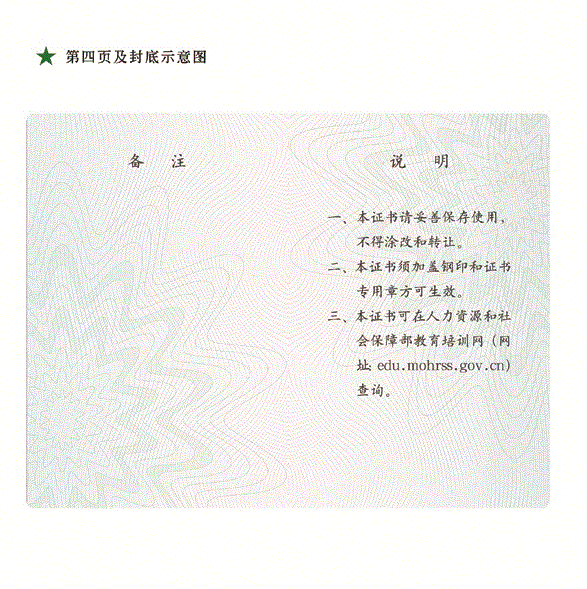 ★ 第四页及封底示意图
备 注
说 明
一、本证书请妥善保存使用，
不得涂改和转让。
二、本证书须加盖钢印和证书
专用章方可生效。
三、本证书可在人力资源和社
会保障部教育培训网（网
址: edu.mohrss.gov.cn）
查询。